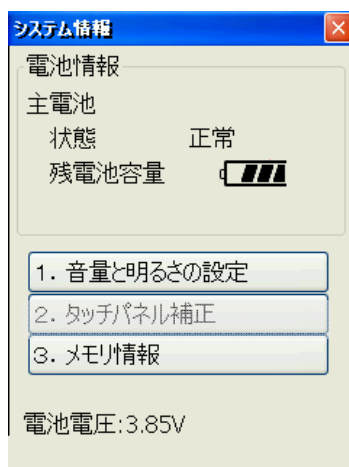 システム情報
電池情報
主電池
状態 正常
残電池容量
1. 音量と明るさの設定
2. タッチパネル補正
3. メモリ情報
電池電圧:3.85V